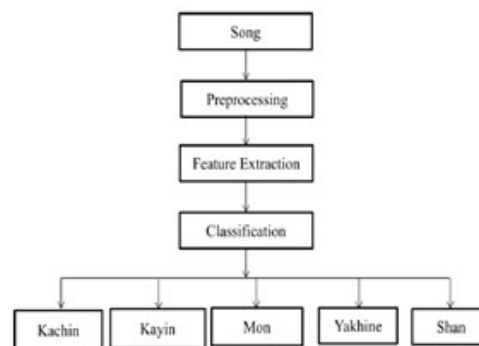 Song
Preprocessing
Feature Extraction
Classification
Kachin
Kayin
Mon
Yakhine
Shan